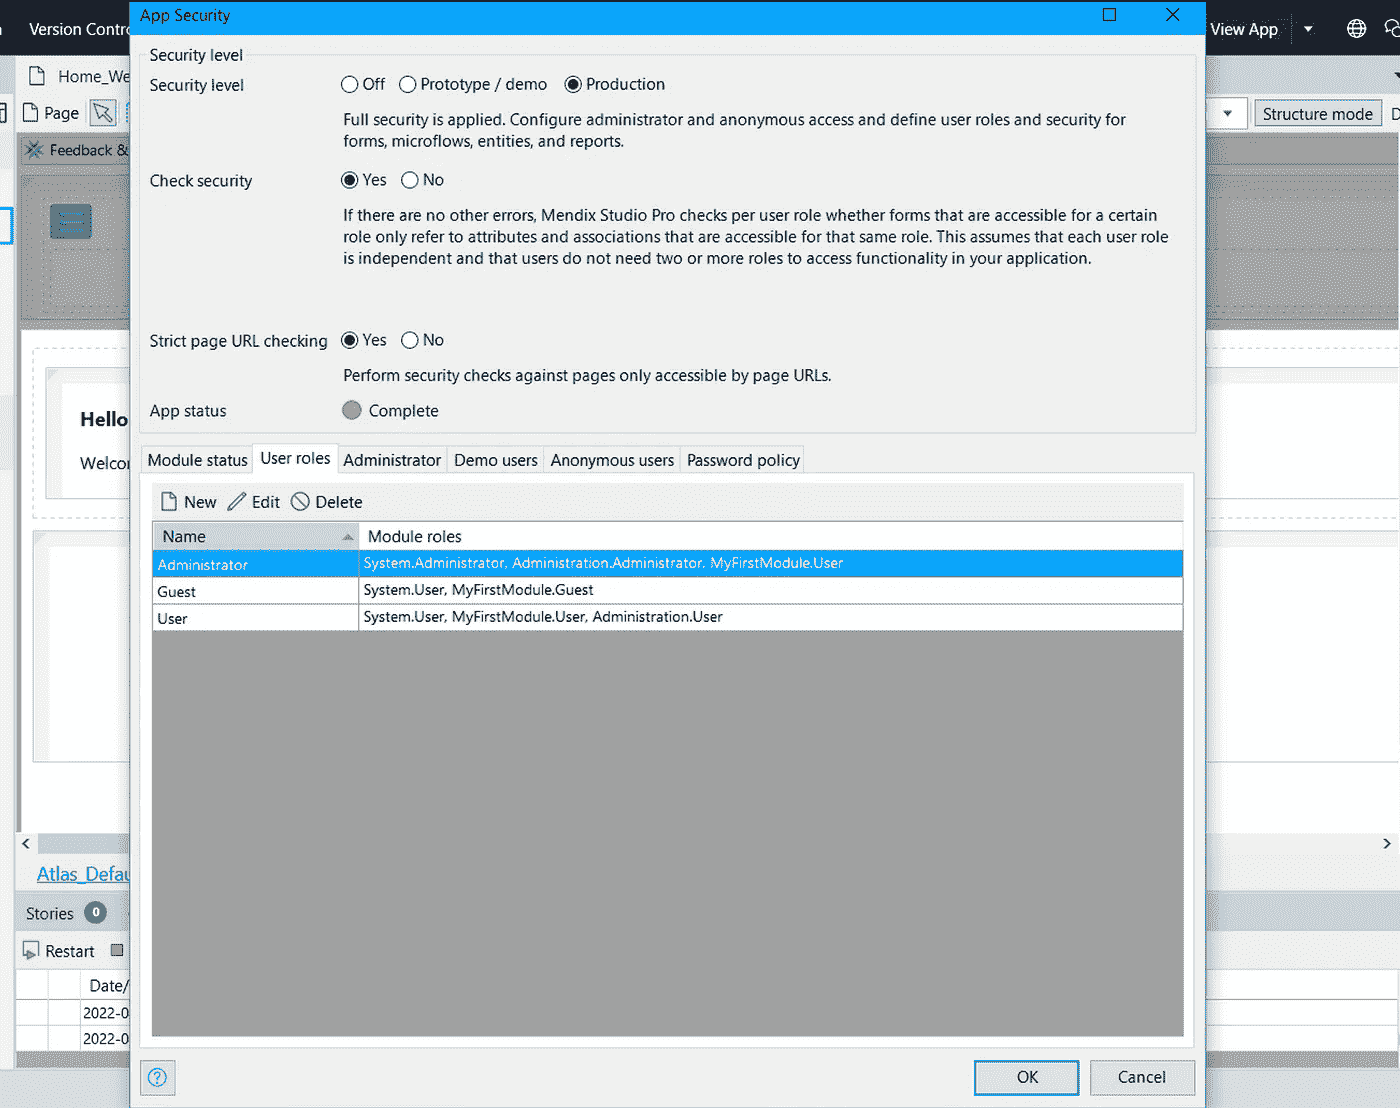 App Security
Version Contr
View App
Home_We
Page
Structure mode
Feedback &
Security level
Security level
Off
Prototype / demo
Production
Full security is applied. Configure administrator and anonymous access and define user roles and security for
forms, microflows, entities, and reports.
Check security
Yes
No
If there are no other errors, Mendix Studio Pro checks per user role whether forms that are accessible for a certain
role only refer to attributes and associations that are accessible for that same role. This assumes that each user role
is independent and that users do not need two or more roles to access functionality in your application.
Strict page URL checking
Yes
No
Perform security checks against pages only accessible by page URLs.
App status
Complete
Hello
Welco
Module status
User roles
Administrator
Demo users
Anonymous users
Password policy
New
Edit
Delete
Name
Module roles
Administrator
System.Administrator, Administration.Administrator, MyFirstModule.User
Guest
System.User, MyFirstModule.Guest
User
System.User, MyFirstModule.User, Administration.User
Atlas_Defau
Stories
0
Restart
Date/
2022-0
2022-0
?
OK
Cancel